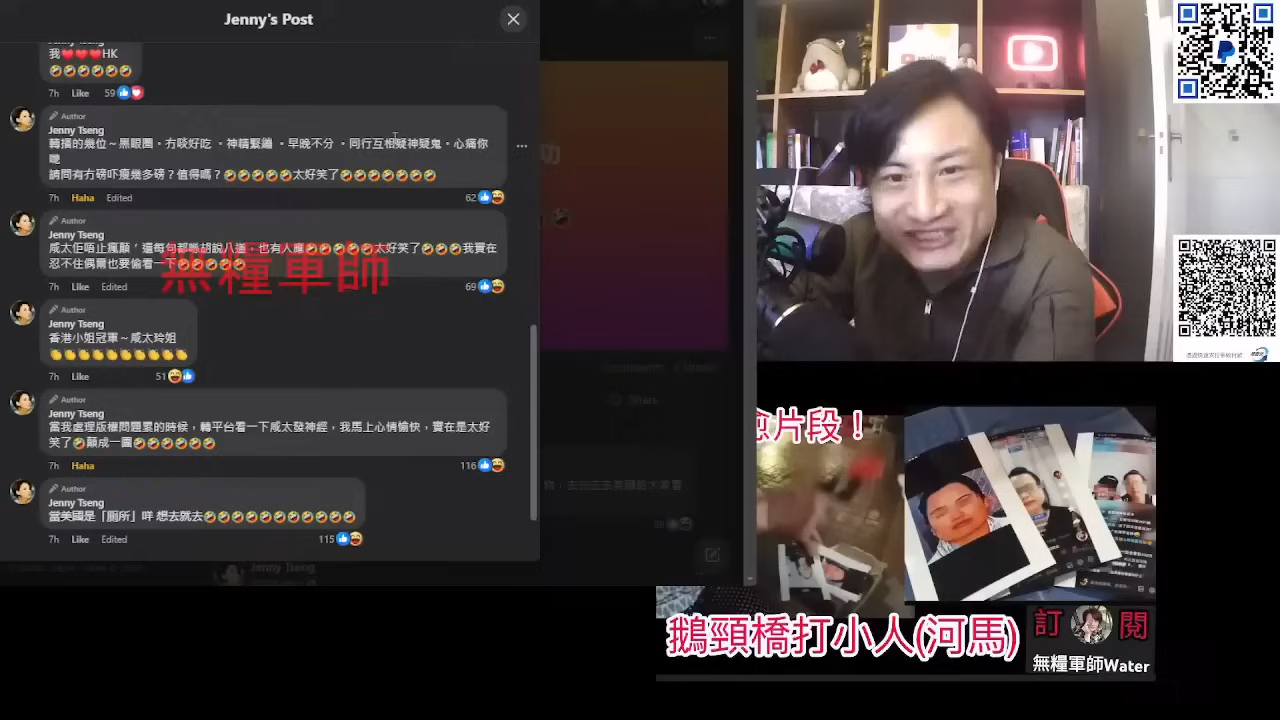 Jenny's Post
Jenny Tseng
我❤️❤️❤️HK
🤣🤣🤣🤣🤣🤣
7h Like 59
Author
Jenny Tseng
轉播的幾位～黑眼圈。冇啖好吃 。神精緊繃 。早晚不分 。同行互相疑神疑鬼。心痛你
哋
請問有冇磅吓瘦幾多磅？值得嗎？🤣🤣🤣🤣🤣太好笑了🤣🤣🤣🤣🤣🤣🤣
7h Haha Edited 62
Author
Jenny Tseng
咸太佢唔止瘋顛，還每句都係胡說八道，也有人應🤣🤣🤣🤣🤣太好笑了🤣🤣🤣我實在
忍不住偶爾也要偷看一下🤣🤣🤣🤣🤣
無糧軍師
7h Like Edited 69
Author
Jenny Tseng
香港小姐冠軍～咸太玲姐
👏👏👏👏👏👏👏👏👏👏
7h Like 51
Author
Jenny Tseng
當我處理版權問題累的時候，轉平台看一下咸太發神經，我馬上心情愉快，實在是太好
笑了🤣顛成一團🤣🤣🤣🤣🤣🤣
7h Haha 116
Author
Jenny Tseng
當美國是「廁所」咩 想去就去🤣🤣🤣🤣🤣🤣🤣🤣🤣🤣🤣
7h Like Edited 115
Share
Jenny Tseng
愈片段！
鵝頸橋打小人(河馬)
訂 閱
無糧軍師Water